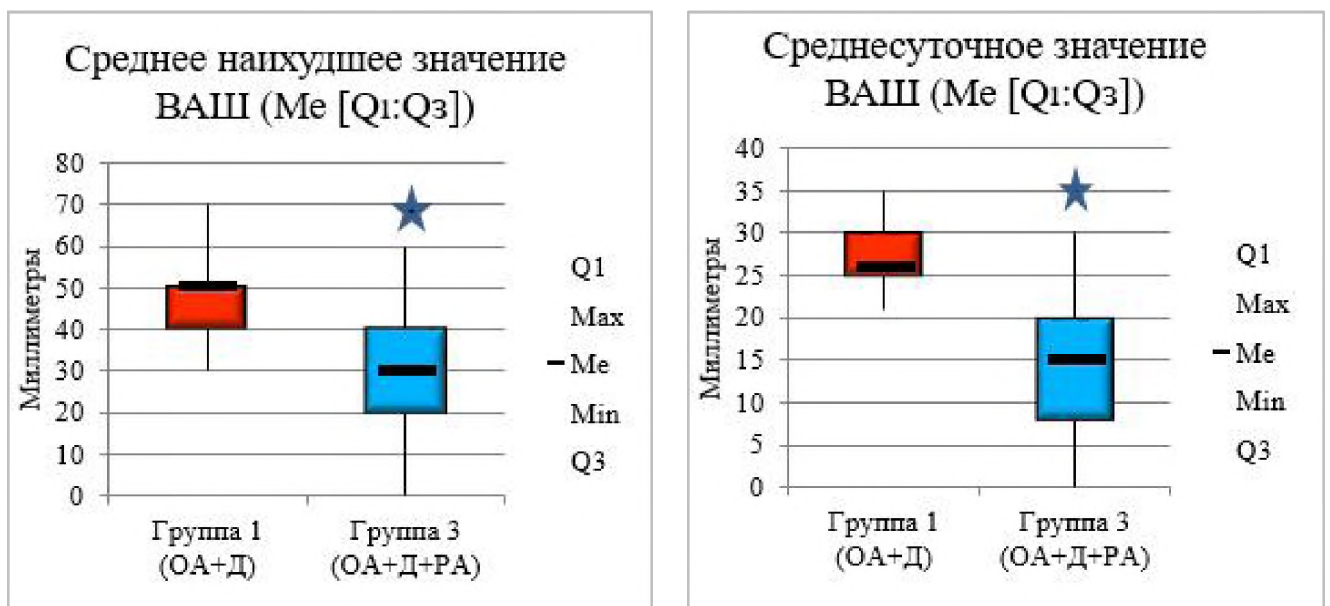 Среднее наихудшее значение
ВАШ (Me [Q1:Q3])
Миллиметры
80
70
60
50
40
30
20
10
0
Группа 1
(ОА+Д)
Группа 3
(ОА+Д+РА)
Q1
Max
Me
Min
Q3
Среднесуточное значение
ВАШ (Me [Q1:Q3])
Миллиметры
40
35
30
25
20
15
10
5
0
Группа 1
(ОА+Д)
Группа 3
(ОА+Д+РА)
Q1
Max
Me
Min
Q3